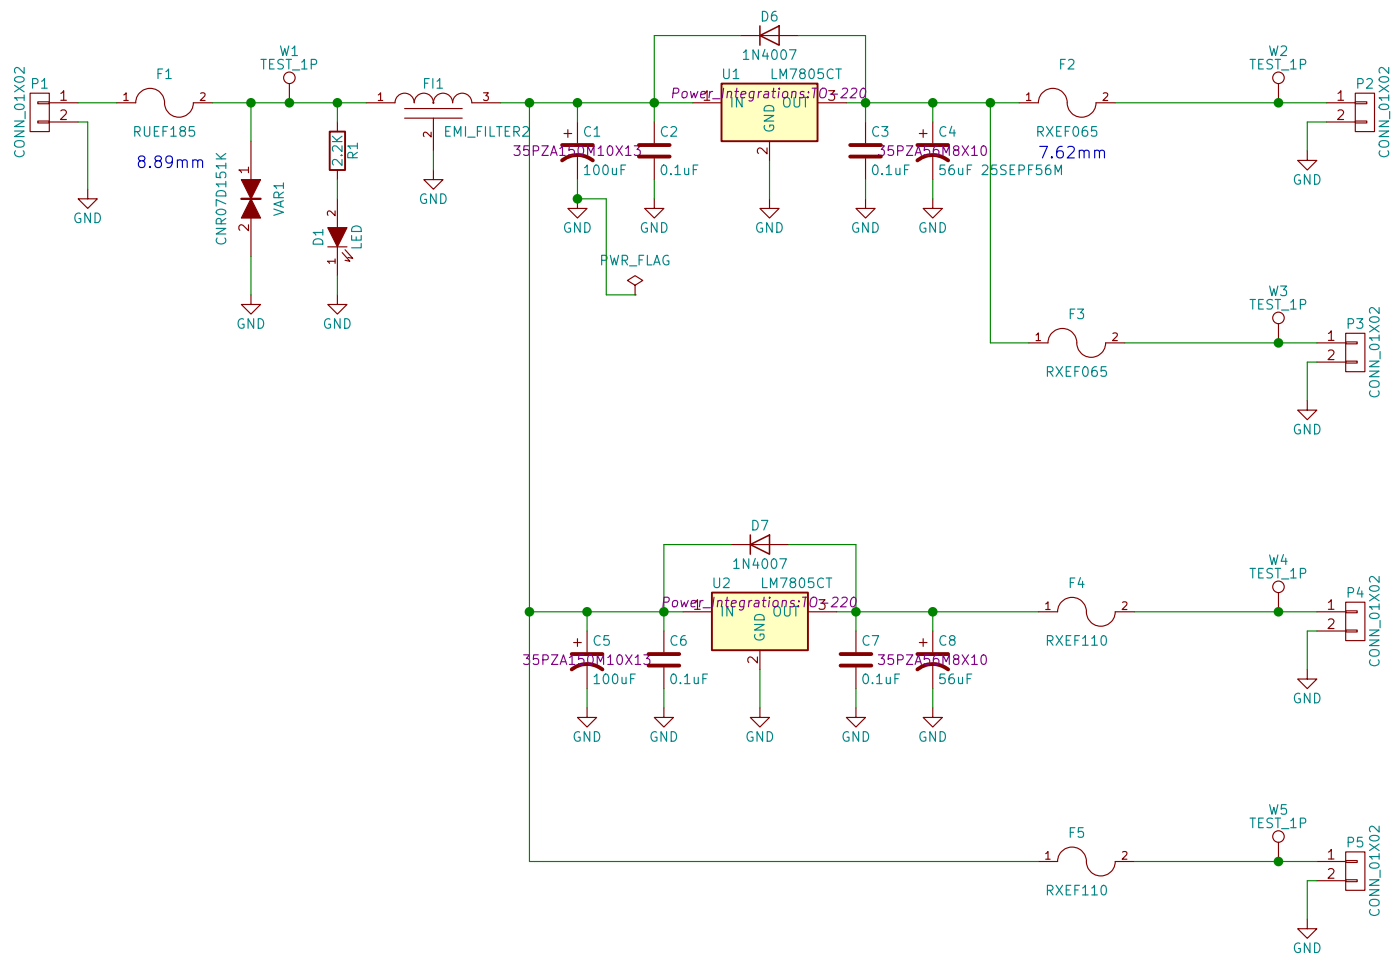 P1
CONN_01X02
1
2
GND
F1
1
2
RUEF185
8.89mm
W1
TEST_1P
CNR07D151K
VAR1
1
2
GND
2.2K
R1
D1
LED
2
1
GND
FI1
1
3
2
EMI_FILTER2
GND
C1
+
35PZA150M10X13
100uF
GND
PWR_FLAG
C2
0.1uF
GND
D6
1N4007
U1
LM7805CT
Power_Integrations:TO-220
1
IN
OUT
3
GND
2
GND
C3
0.1uF
GND
C4
+
35PZA56M8X10
56uF
25SEPF56M
GND
F2
1
2
RXEF065
7.62mm
W2
TEST_1P
P2
CONN_01X02
1
2
GND
F3
1
2
RXEF065
W3
TEST_1P
P3
CONN_01X02
1
2
GND
D7
1N4007
U2
LM7805CT
Power_Integrations:TO-220
1
IN
OUT
3
GND
2
GND
C5
+
35PZA150M10X13
100uF
GND
C6
0.1uF
GND
C7
0.1uF
GND
C8
+
35PZA56M8X10
56uF
GND
F4
1
2
RXEF110
W4
TEST_1P
P4
CONN_01X02
1
2
GND
F5
1
2
RXEF110
W5
TEST_1P
P5
CONN_01X02
1
2
GND